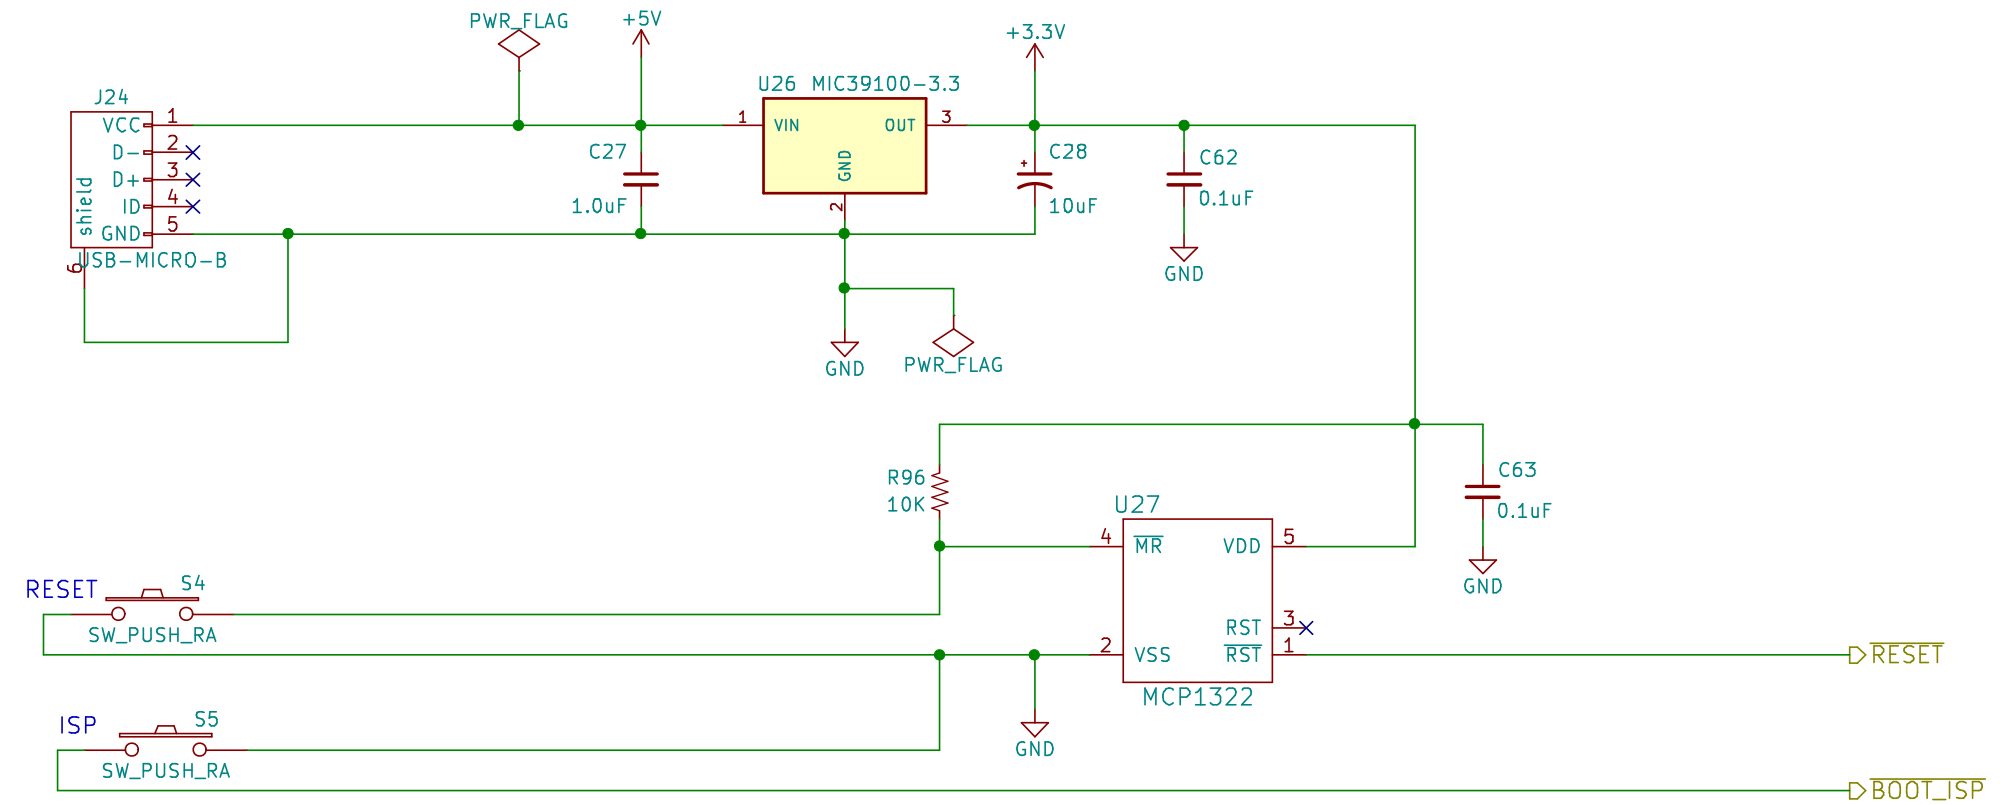 PWR_FLAG
+5V
+3.3V
J24
U26 MIC39100-3.3
VCC 1
D- 2
D+ 3
ID 4
GND 5
shield
6
USB-MICRO-B
1 VIN
OUT 3
GND
2
C27
1.0uF
C28
+
10uF
C62
0.1uF
GND
GND
PWR_FLAG
R96
10K
C63
0.1uF
GND
U27
4 MR
VDD 5
RST 3
2 VSS
RST 1
MCP1322
RESET
S4
SW_PUSH_RA
RESET
GND
ISP
S5
SW_PUSH_RA
BOOT_ISP